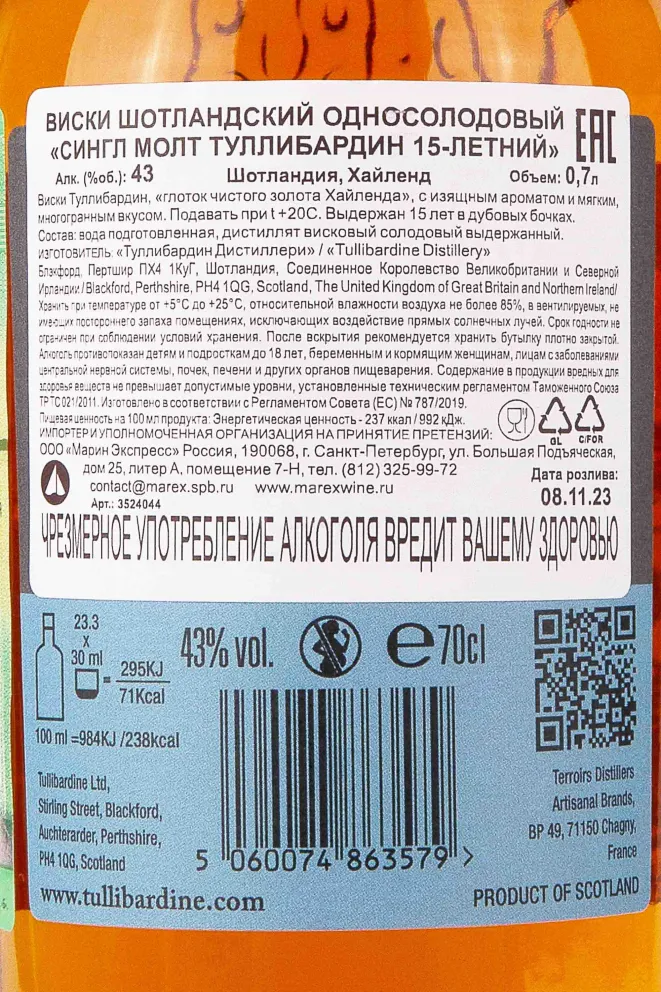 ВИСКИ ШОТЛАНДСКИЙ ОДНОСОЛОДОВЫЙ
«СИНГЛ МОЛТ ТУЛЛИБАРДИН 15-ЛЕТНИЙ»
EAC
Алк. (%об.): 43 Шотландия, Хайленд Объем: 0,7л
Виски Туллибардин, «глоток чистого золота Хайленда», с изящным ароматом и мягким,
многогранным вкусом. Подавать при t +20С. Выдержан 15 лет в дубовых бочках.
Состав: вода подготовленная, дистиллят висковый солодовый выдержанный.
ИЗГОТОВИТЕЛЬ: «Туллибардин Дистиллери» / «Tullibardine Distillery»
Блэкфорд, Пертшир ПХ4 1КуГ, Шотландия, Соединенное Королевство Великобритании и Северной
Ирландии / Blackford, Perthshire, PH4 1QG, Scotland, The United Kingdom of Great Britain and Northern Ireland/
Хранить при температуре от +5°С до +25°С, относительной влажности воздуха не более 85%, в вентилируемых, не
имеющих постороннего запаха помещениях, исключающих воздействие прямых солнечных лучей. Срок годности не
ограничен при соблюдении условий хранения. После вскрытия рекомендуется хранить бутылку плотно закрытой.
Алкоголь противопоказан детям и подросткам до 18 лет, беременным и кормящим женщинам, лицам с заболеваниями
центральной нервной системы, почек, печени и других органов пищеварения. Содержание в продукции вредных для
здоровья веществ не превышает допустимые уровни, установленные техническим регламентом Таможенного Союза
ТР ТС 021/2011. Изготовлено в соответствии с Регламентом Совета (ЕС) № 787/2019.
Пищевая ценность на 100 мл продукта: Энергетическая ценность - 237 ккал / 992 кДж.
ИМПОРТЕР И УПОЛНОМОЧЕННАЯ ОРГАНИЗАЦИЯ НА ПРИНЯТИЕ ПРЕТЕНЗИЙ:
GL C/FOR
ООО «Марин Экспресс» Россия, 190068, г. Санкт-Петербург, ул. Большая Подъяческая,
дом 25, литер А, помещение 7-Н, тел. (812) 325-99-72
contact@marex.spb.ru www.marexwine.ru
Арт.: 3524044
Дата розлива:
08.11.23
ЧРЕЗМЕРНОЕ УПОТРЕБЛЕНИЕ АЛКОГОЛЯ ВРЕДИТ ВАШЕМУ ЗДОРОВЬЮ
23.3
x
30 ml
= 295KJ
71Kcal
100 ml =984KJ /238kcal
43% vol.
e 70cl
Tullibardine Ltd,
Stirling Street, Blackford,
Auchterarder, Perthshire,
PH4 1QG, Scotland
www.tullibardine.com
5 060074 863579 >
Terroirs Distillers
Artisanal Brands,
BP 49, 71150 Chagny,
France
PRODUCT OF SCOTLAND